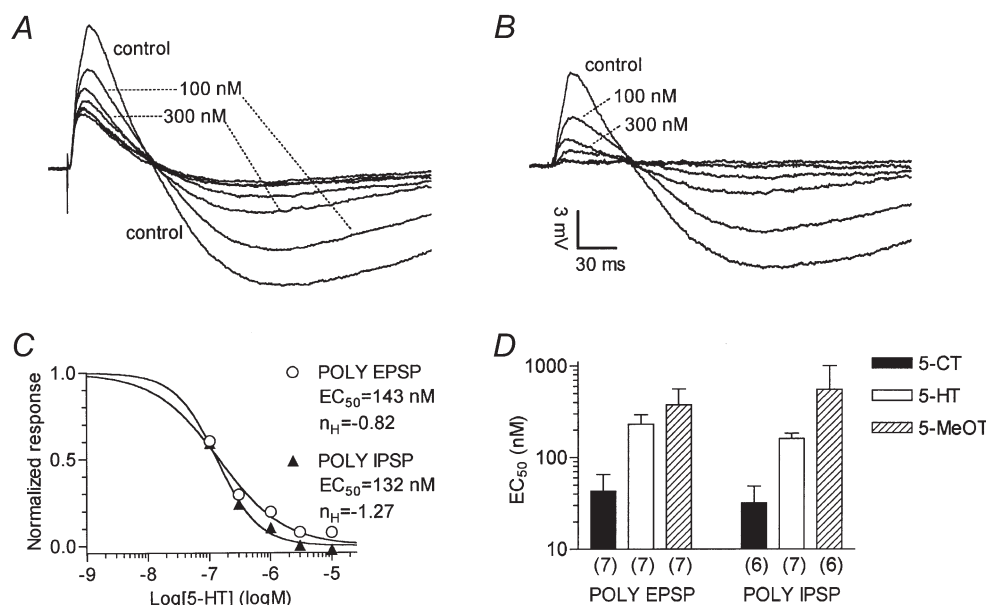 A
control
100 nM
300 nM
control
B
control
100 nM
300 nM
3 mV
30 ms
C
Normalized response
1.0
0.5
0.0
-9 -8 -7 -6 -5
Log[5-HT] (logM)
POLY EPSP
EC50=143 nM
nH=-0.82
POLY IPSP
EC50=132 nM
nH=-1.27
D
EC50 (nM)
1000
100
10
(7) (7) (7) (6) (7) (6)
POLY EPSP POLY IPSP
5-CT
5-HT
5-MeOT